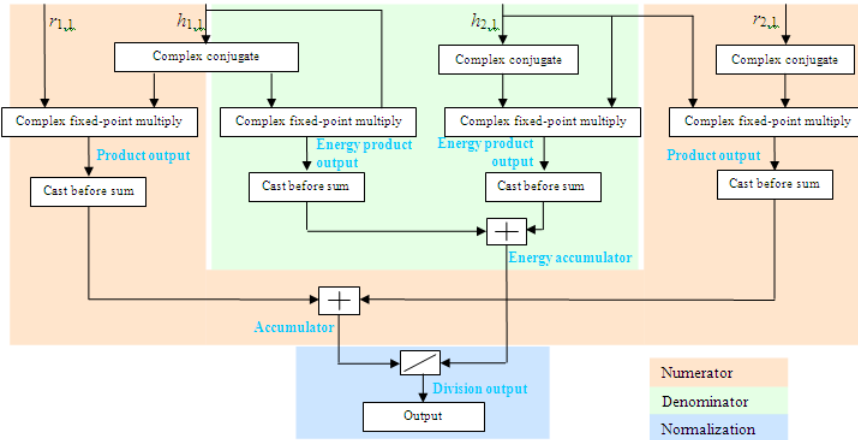 r1,1
h1,1
h2,1
r2,1
Complex conjugate
Complex conjugate
Complex conjugate
Complex fixed-point multiply
Complex fixed-point multiply
Complex fixed-point multiply
Complex fixed-point multiply
Product output
Energy product
output
Energy product
output
Product output
Cast before sum
Cast before sum
Cast before sum
Cast before sum
Energy accumulator
Accumulator
Division output
Output
Numerator
Denominator
Normalization